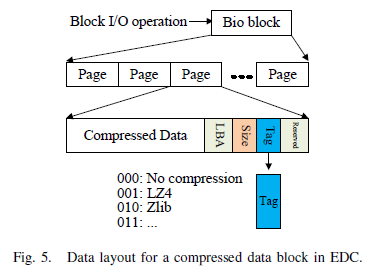 Block I/O operation
Bio block
Page Page Page Page
Compressed Data LBA Size Tag Reserved
000: No compression
001: LZ4
010: Zlib
011: ...
Tag
Fig. 5. Data layout for a compressed data block in EDC.